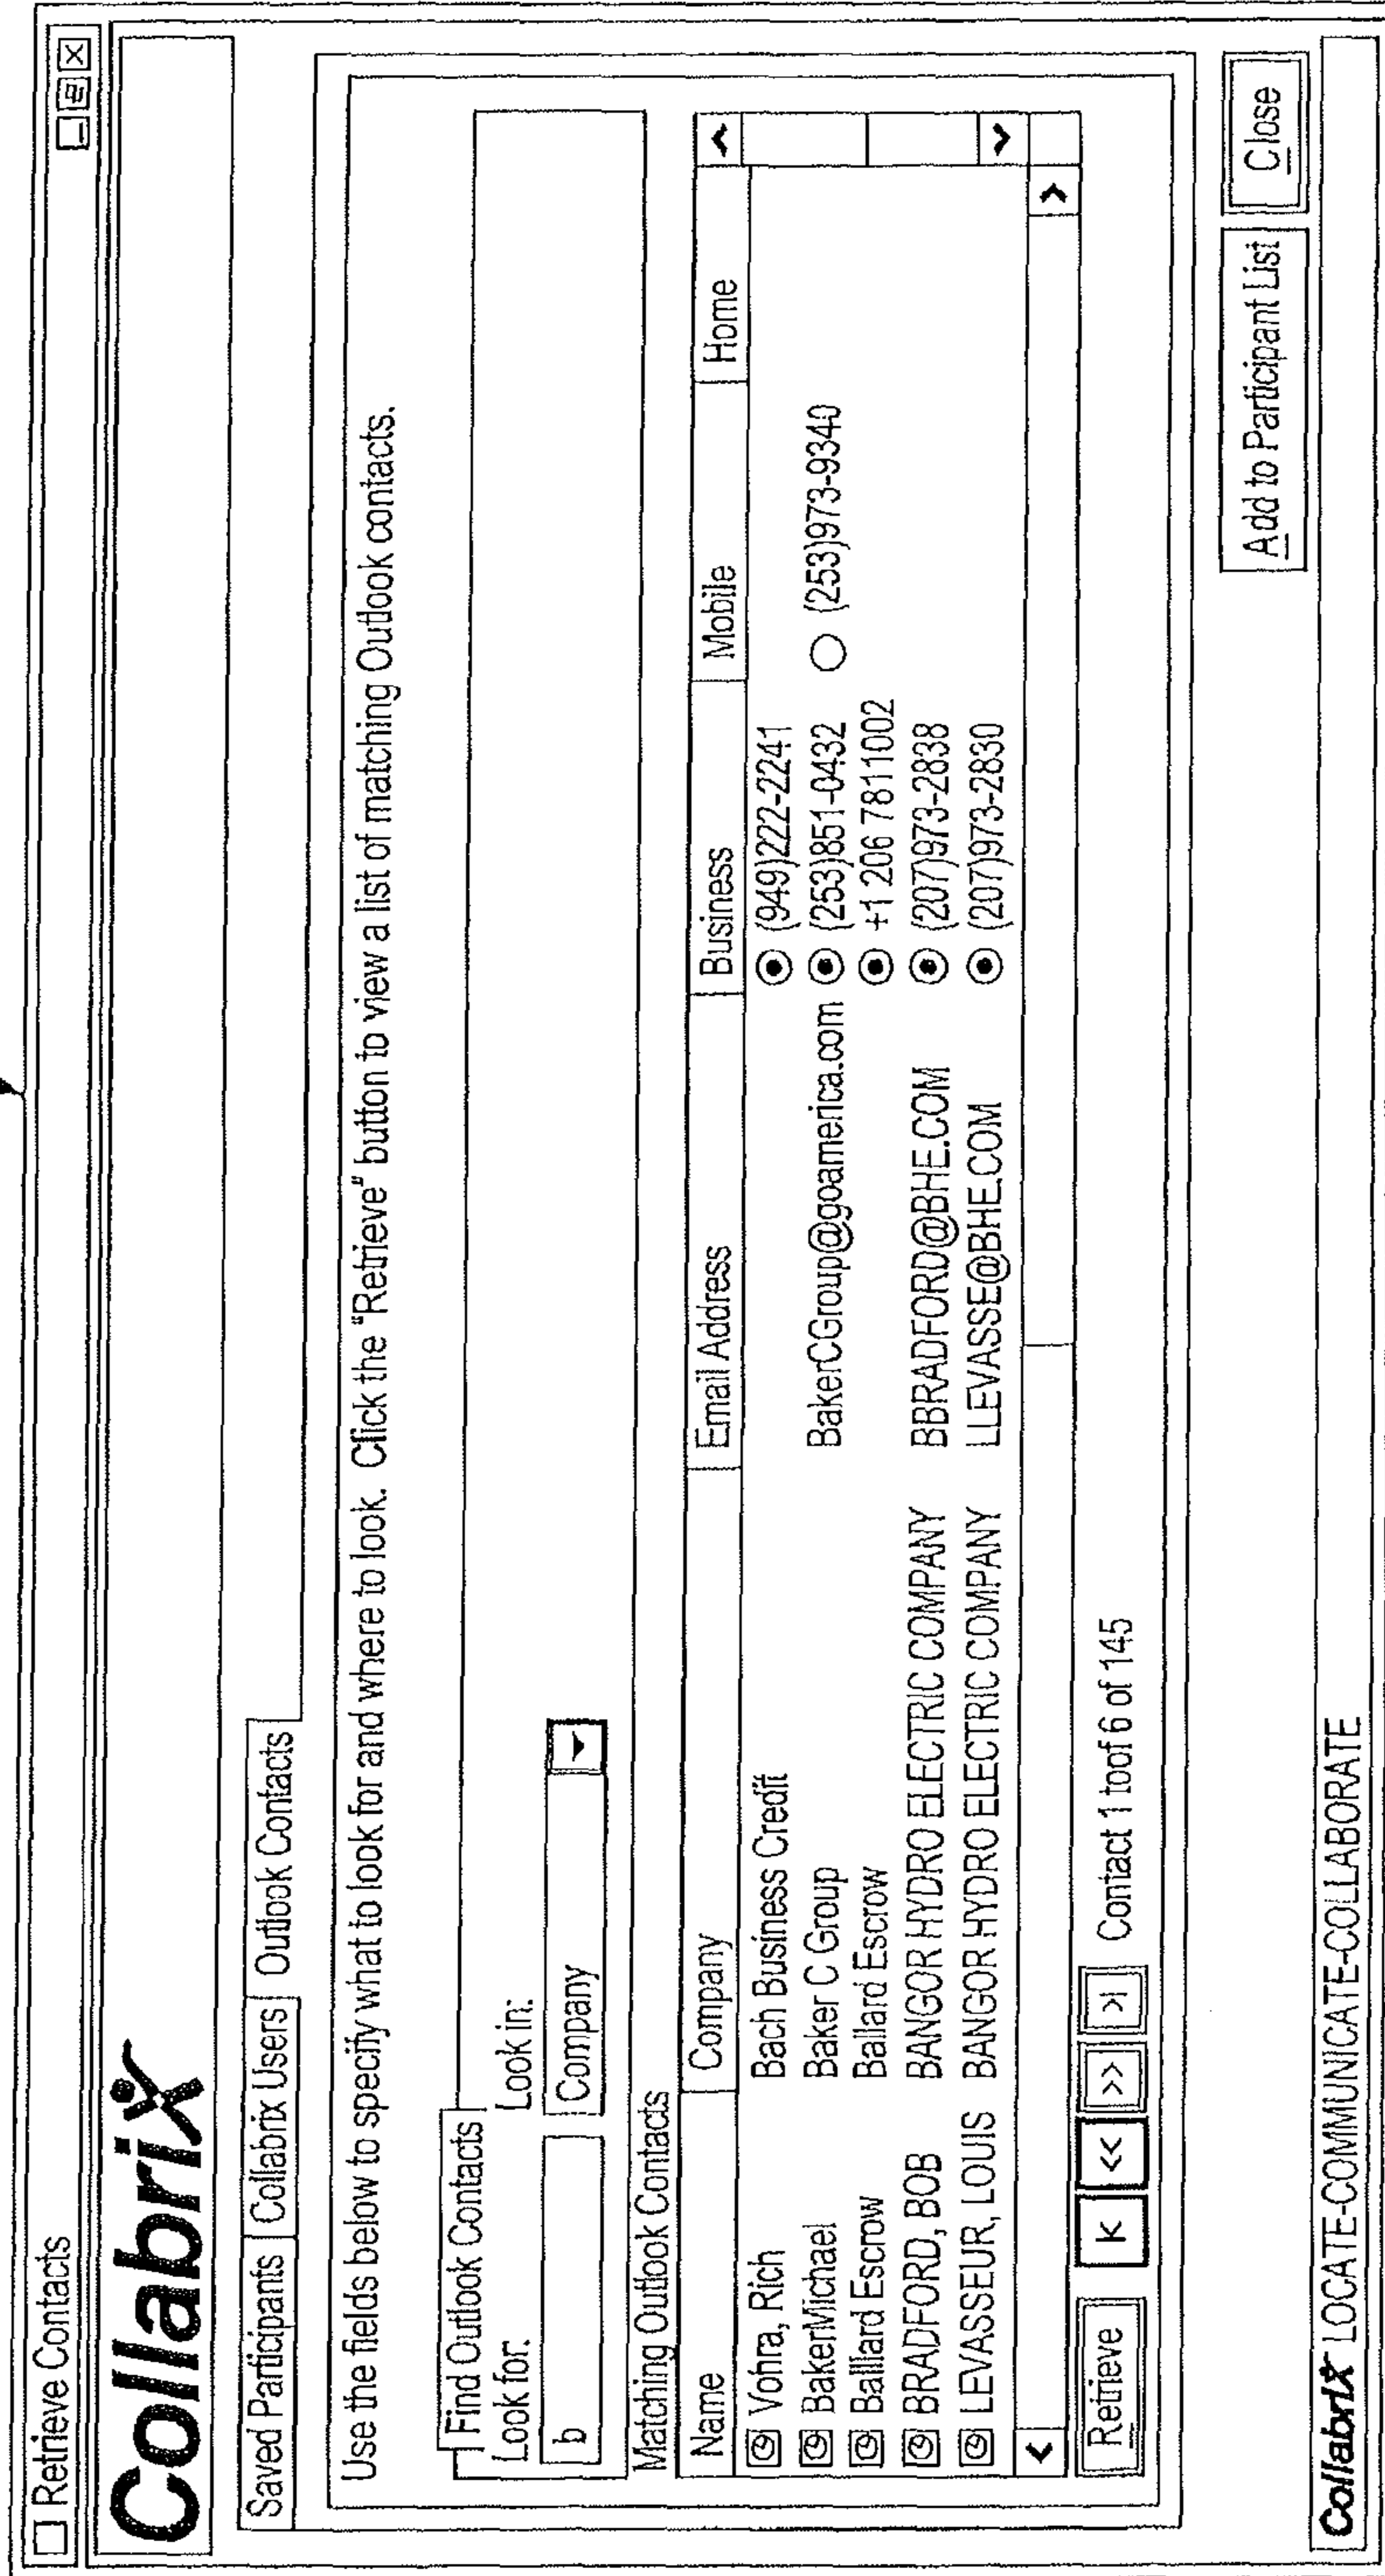 Retrieve Contacts
Collabrix
Saved Participants Collabrix Users Outlook Contacts
Use the fields below to specify what to look for and where to look. Click the "Retrieve" button to view a list of matching Outlook contacts.
Find Outlook Contacts
Look for: Look in:
b Company
Matching Outlook Contacts
Name Company Email Address Business Mobile Home
Vohra, Rich Bach Business Credit (949)222-2241
BakerMichael Baker C Group BakerCGroup@goamerica.com (253)851-0432 (253)973-9340
Balllard Escrow Ballard Escrow +1 206 7811002
BRADFORD, BOB BANGOR HYDRO ELECTRIC COMPANY BBRADFORD@BHE.COM (207)973-2838
LEVASSEUR, LOUIS BANGOR HYDRO ELECTRIC COMPANY LLEVASSE@BHE.COM (207)973-2830
Retrieve K << >> >| Contact 1 toof 6 of 145
Add to Participant List Close
Collabrix LOCATE-COMMUNICATE-COLLABORATE